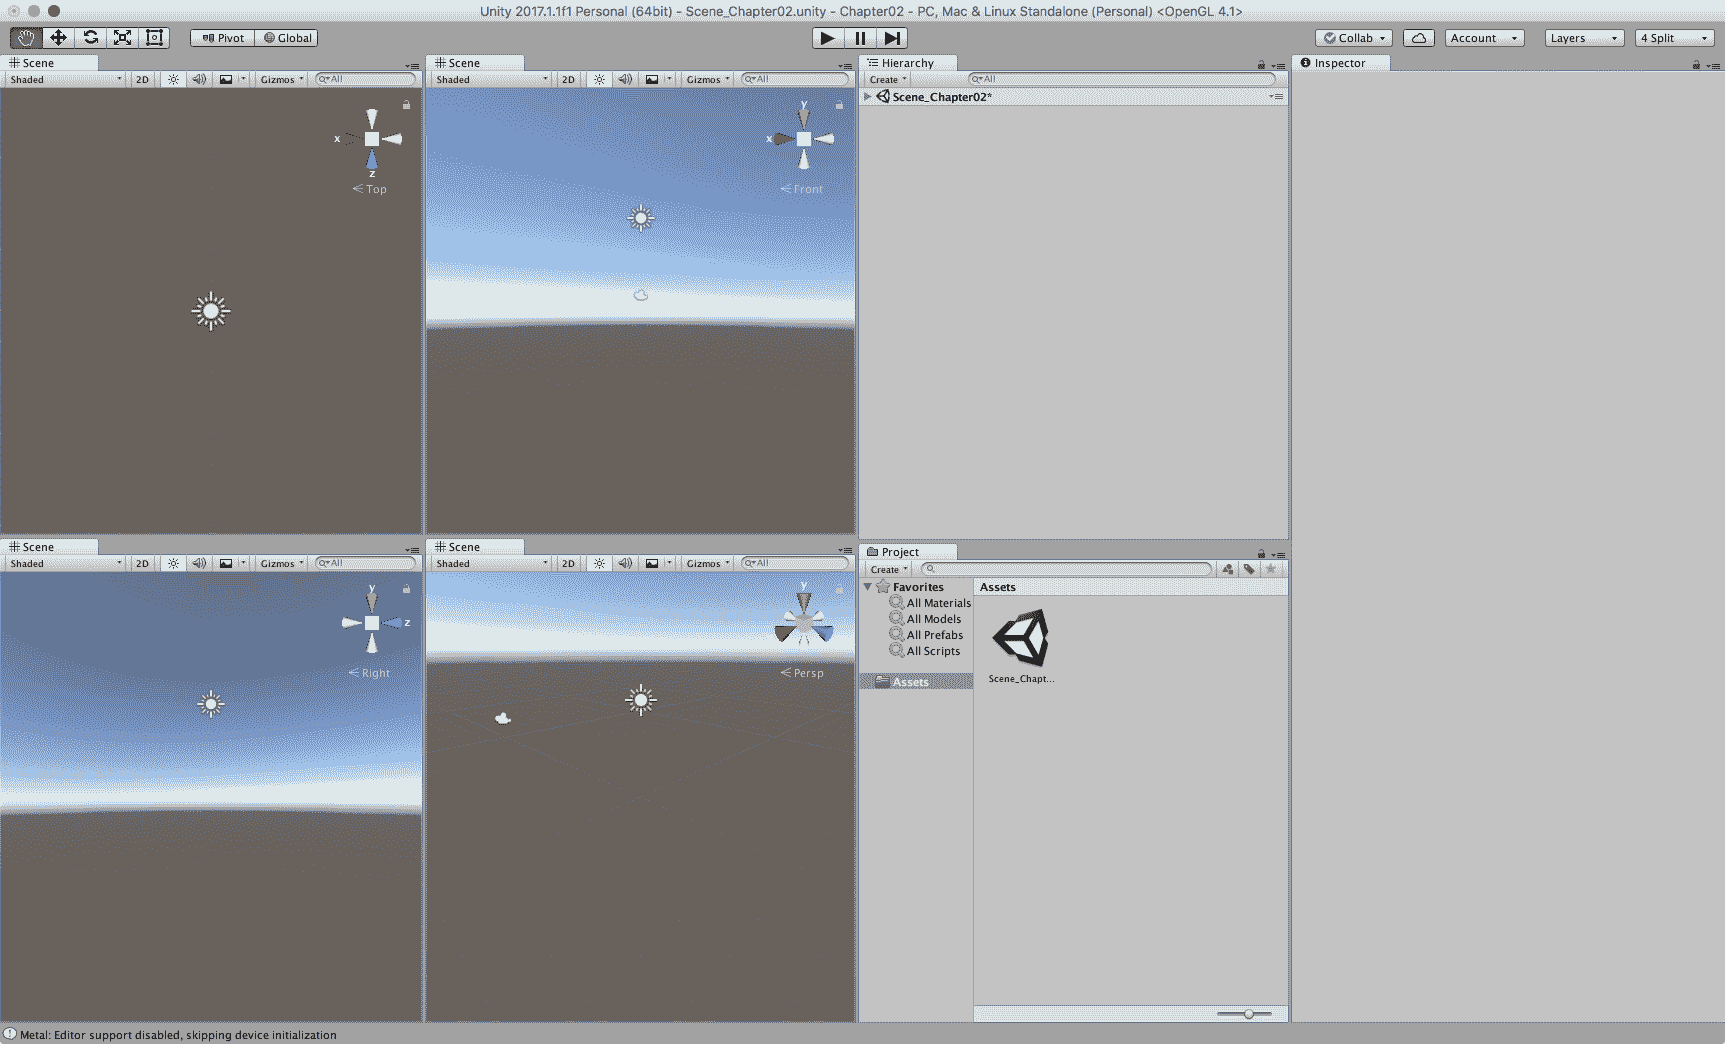 Unity 2017.1.1f1 Personal (64bit) - Scene_Chapter02.unity - Chapter02 - PC, Mac & Linux Standalone (Personal) <OpenGL 4.1>
Pivot Global Collab Account Layers 4 Split
Scene
Shaded 2D Gizmos All
x
z
Top
Scene
Shaded 2D Gizmos All
y
x
Front
Hierarchy
Create All
Scene_Chapter02*
Inspector
Scene
Shaded 2D Gizmos All
y
z
Right
Scene
Shaded 2D Gizmos All
y
Persp
Project
Create
Favorites
All Materials
All Models
All Prefabs
All Scripts
Assets
Assets
Scene_Chapt...
Metal: Editor support disabled, skipping device initialization